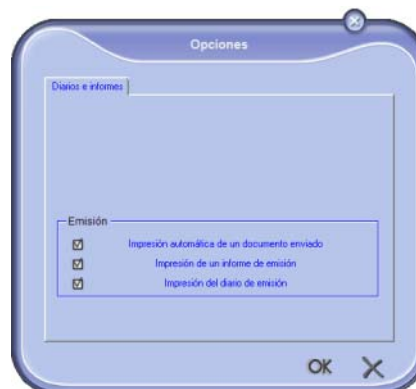 Opciones
Diarios e informes
Emisión
Impresión automática de un documento enviado
Impresión de un informe de emisión
Impresión del diario de emisión
OK